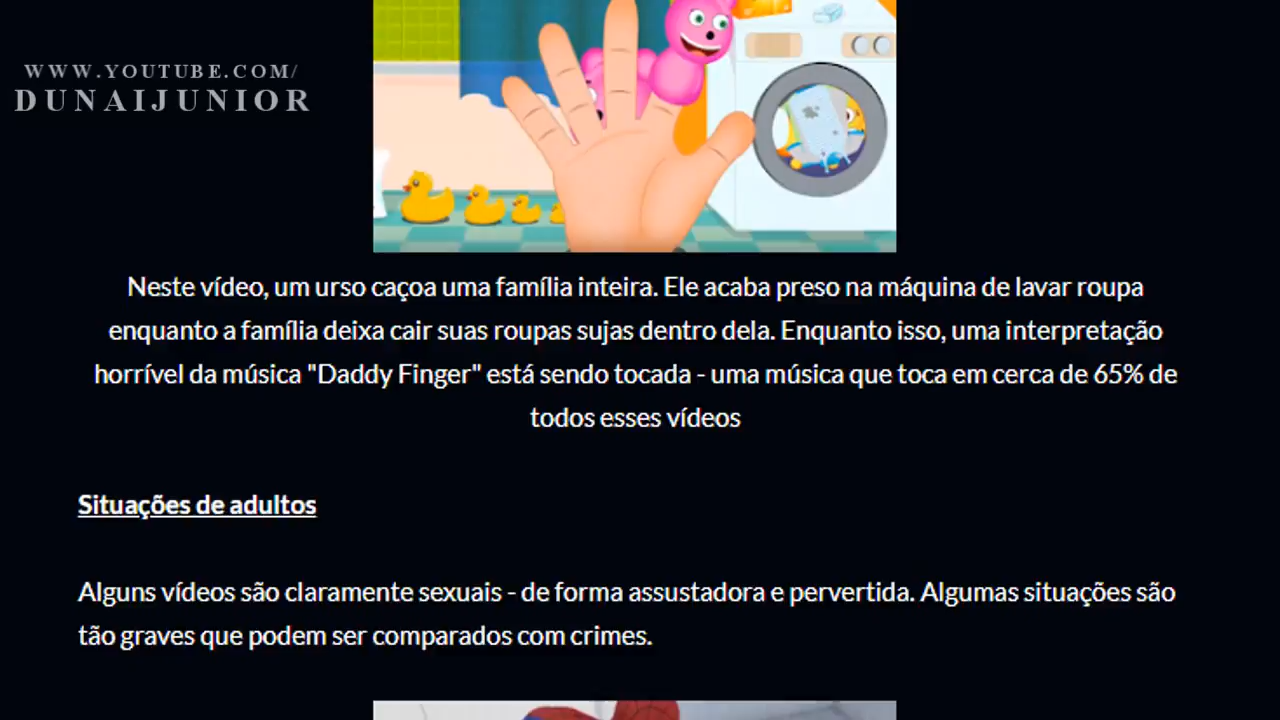 WWW.YOUTUBE.COM/
DUNAIJUNIOR
Neste vídeo, um urso caçoa uma família inteira. Ele acaba preso na máquina de lavar roupa
enquanto a família deixa cair suas roupas sujas dentro dela. Enquanto isso, uma interpretação
horrível da música "Daddy Finger" está sendo tocada - uma música que toca em cerca de 65% de
todos esses vídeos
Situações de adultos
Alguns vídeos são claramente sexuais - de forma assustadora e pervertida. Algumas situações são
tão graves que podem ser comparados com crimes.